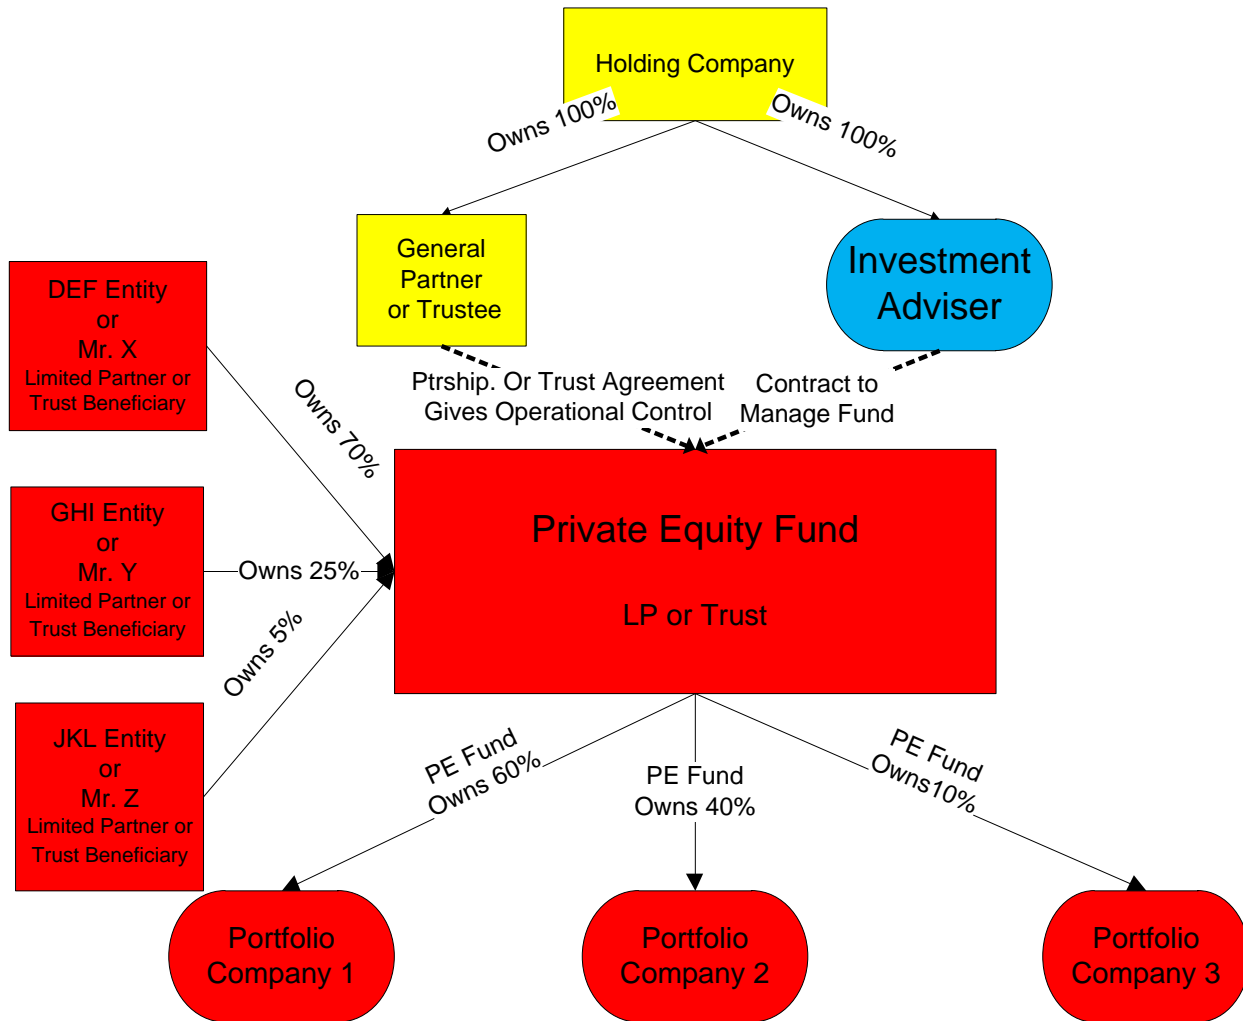 Holding Company
Owns 100%
Owns 100%
General
Partner
or Trustee
Investment
Adviser
DEF Entity
or
Mr. X
Limited Partner or
Trust Beneficiary
Ptrship. Or Trust Agreement
Gives Operational Control
Contract to
Manage Fund
Owns 70%
GHI Entity
or
Mr. Y
Limited Partner or
Trust Beneficiary
Owns 25%
Private Equity Fund
LP or Trust
Owns 5%
JKL Entity
or
Mr. Z
Limited Partner or
Trust Beneficiary
PE Fund
Owns 60%
PE Fund
Owns 40%
PE Fund
Owns10%
Portfolio
Company 1
Portfolio
Company 2
Portfolio
Company 3